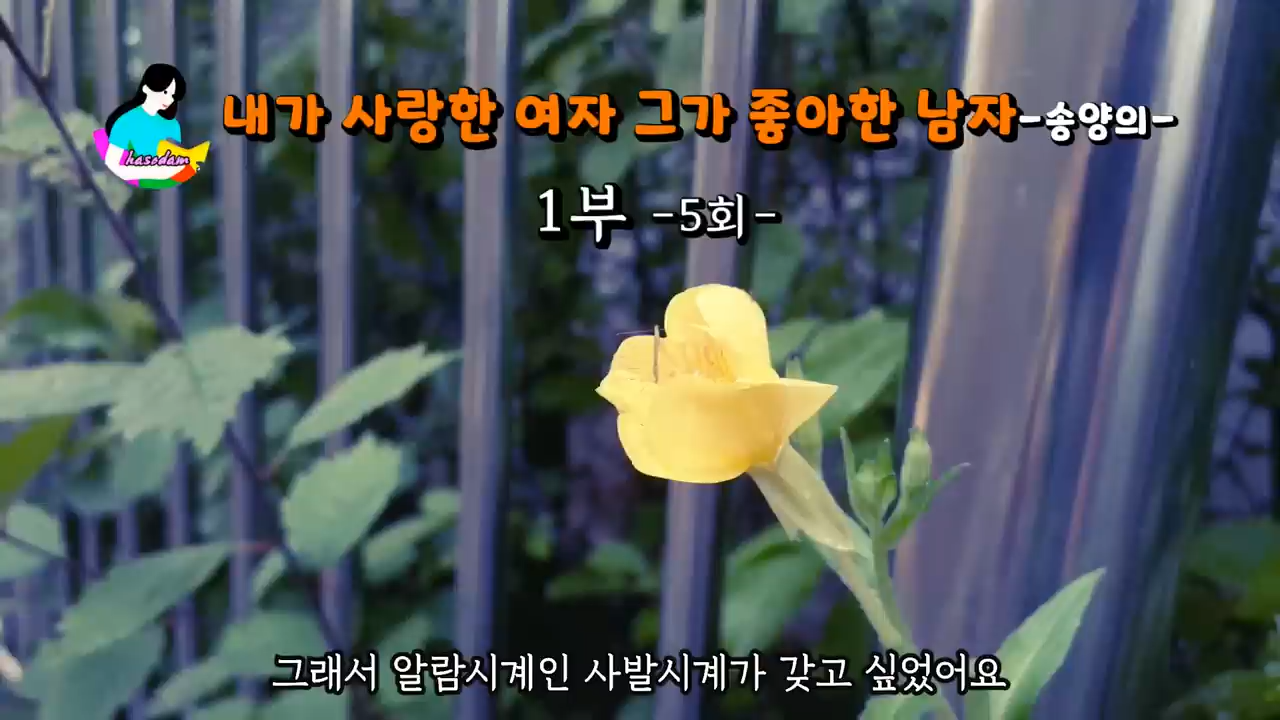 내가 사랑한 여자 그가 좋아한 남자-송양의-
hasodam
1부 -5회-
그래서 알람시계인 사발시계가 갖고 싶었어요